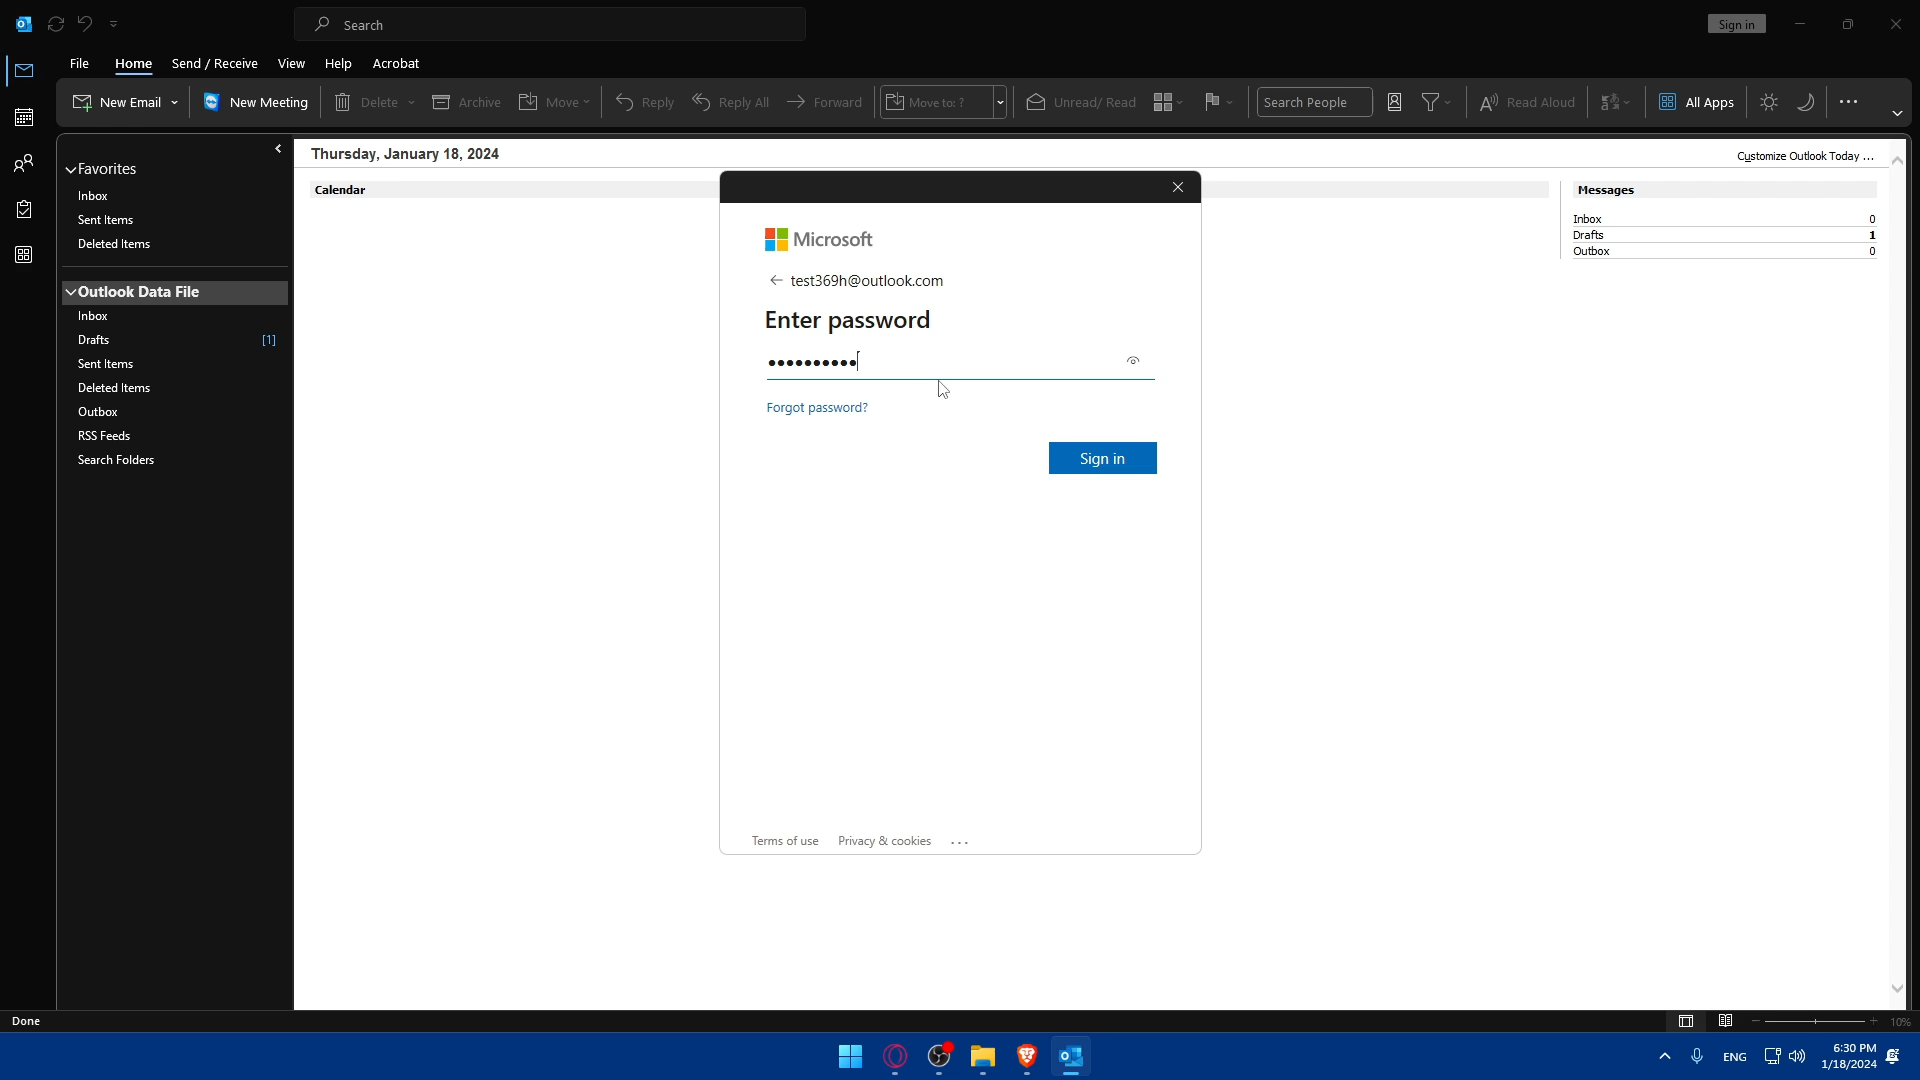 Search
Sign in
File Home Send / Receive View Help Acrobat
New Email New Meeting Delete Archive Move Reply Reply All Forward Move to: ? Unread/ Read Search People Read Aloud All Apps
Thursday, January 18, 2024
Customize Outlook Today ...
Favorites
Inbox
Sent Items
Deleted Items
Outlook Data File
Inbox
Drafts [1]
Sent Items
Deleted Items
Outbox
RSS Feeds
Search Folders
Calendar
Messages
Inbox 0
Drafts 1
Outbox 0
Microsoft
test369h@outlook.com
Enter password
Forgot password?
Sign in
Terms of use Privacy & cookies ...
Done
10%
ENG
6:30 PM
1/18/2024